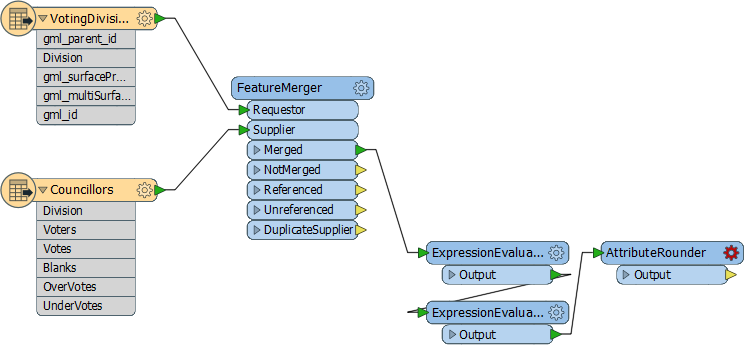 VotingDivisi...
gml_parent_id
Division
gml_surfacePr...
gml_multiSurfa...
gml_id
Councillors
Division
Voters
Votes
Blanks
OverVotes
UnderVotes
FeatureMerger
Requestor
Supplier
Merged
NotMerged
Referenced
Unreferenced
DuplicateSupplier
ExpressionEvalua...
Output
ExpressionEvalua...
Output
AttributeRounder
Output